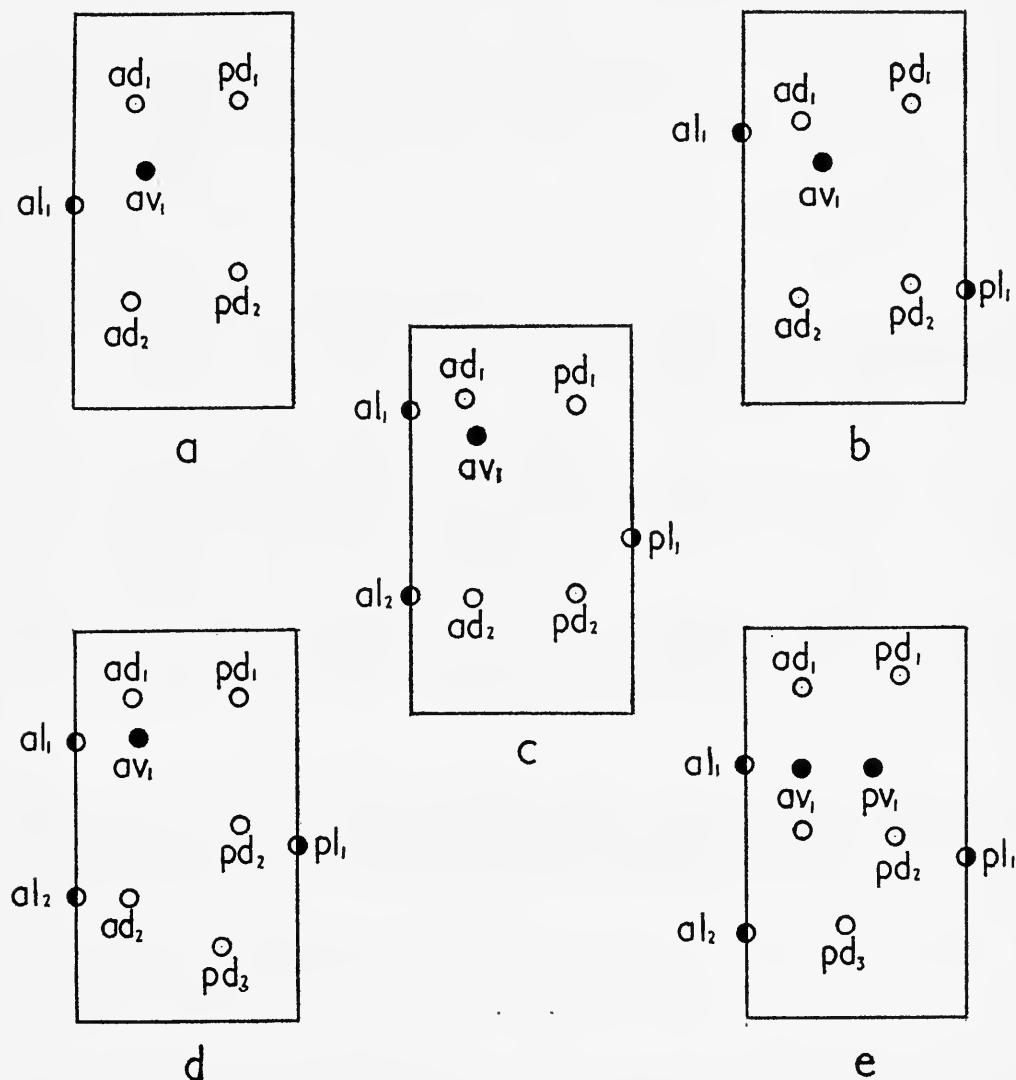 ad₁ pd₁
av₁
al₁
pd₂
ad₂
a
ad₁ pd₁
al₁
av₁
pl₁
ad₂ pd₂
b
ad₁ pd₁
al₁
av₁
pl₁
al₂
ad₂ pd₂
c
ad₁ pd₁
al₁
av₁
pd₂ pl₁
al₂
ad₂
pd₃
d
ad₁ pd₁
al₁
av₁ pv₁
pd₂ pl₁
al₂
pd₃
e